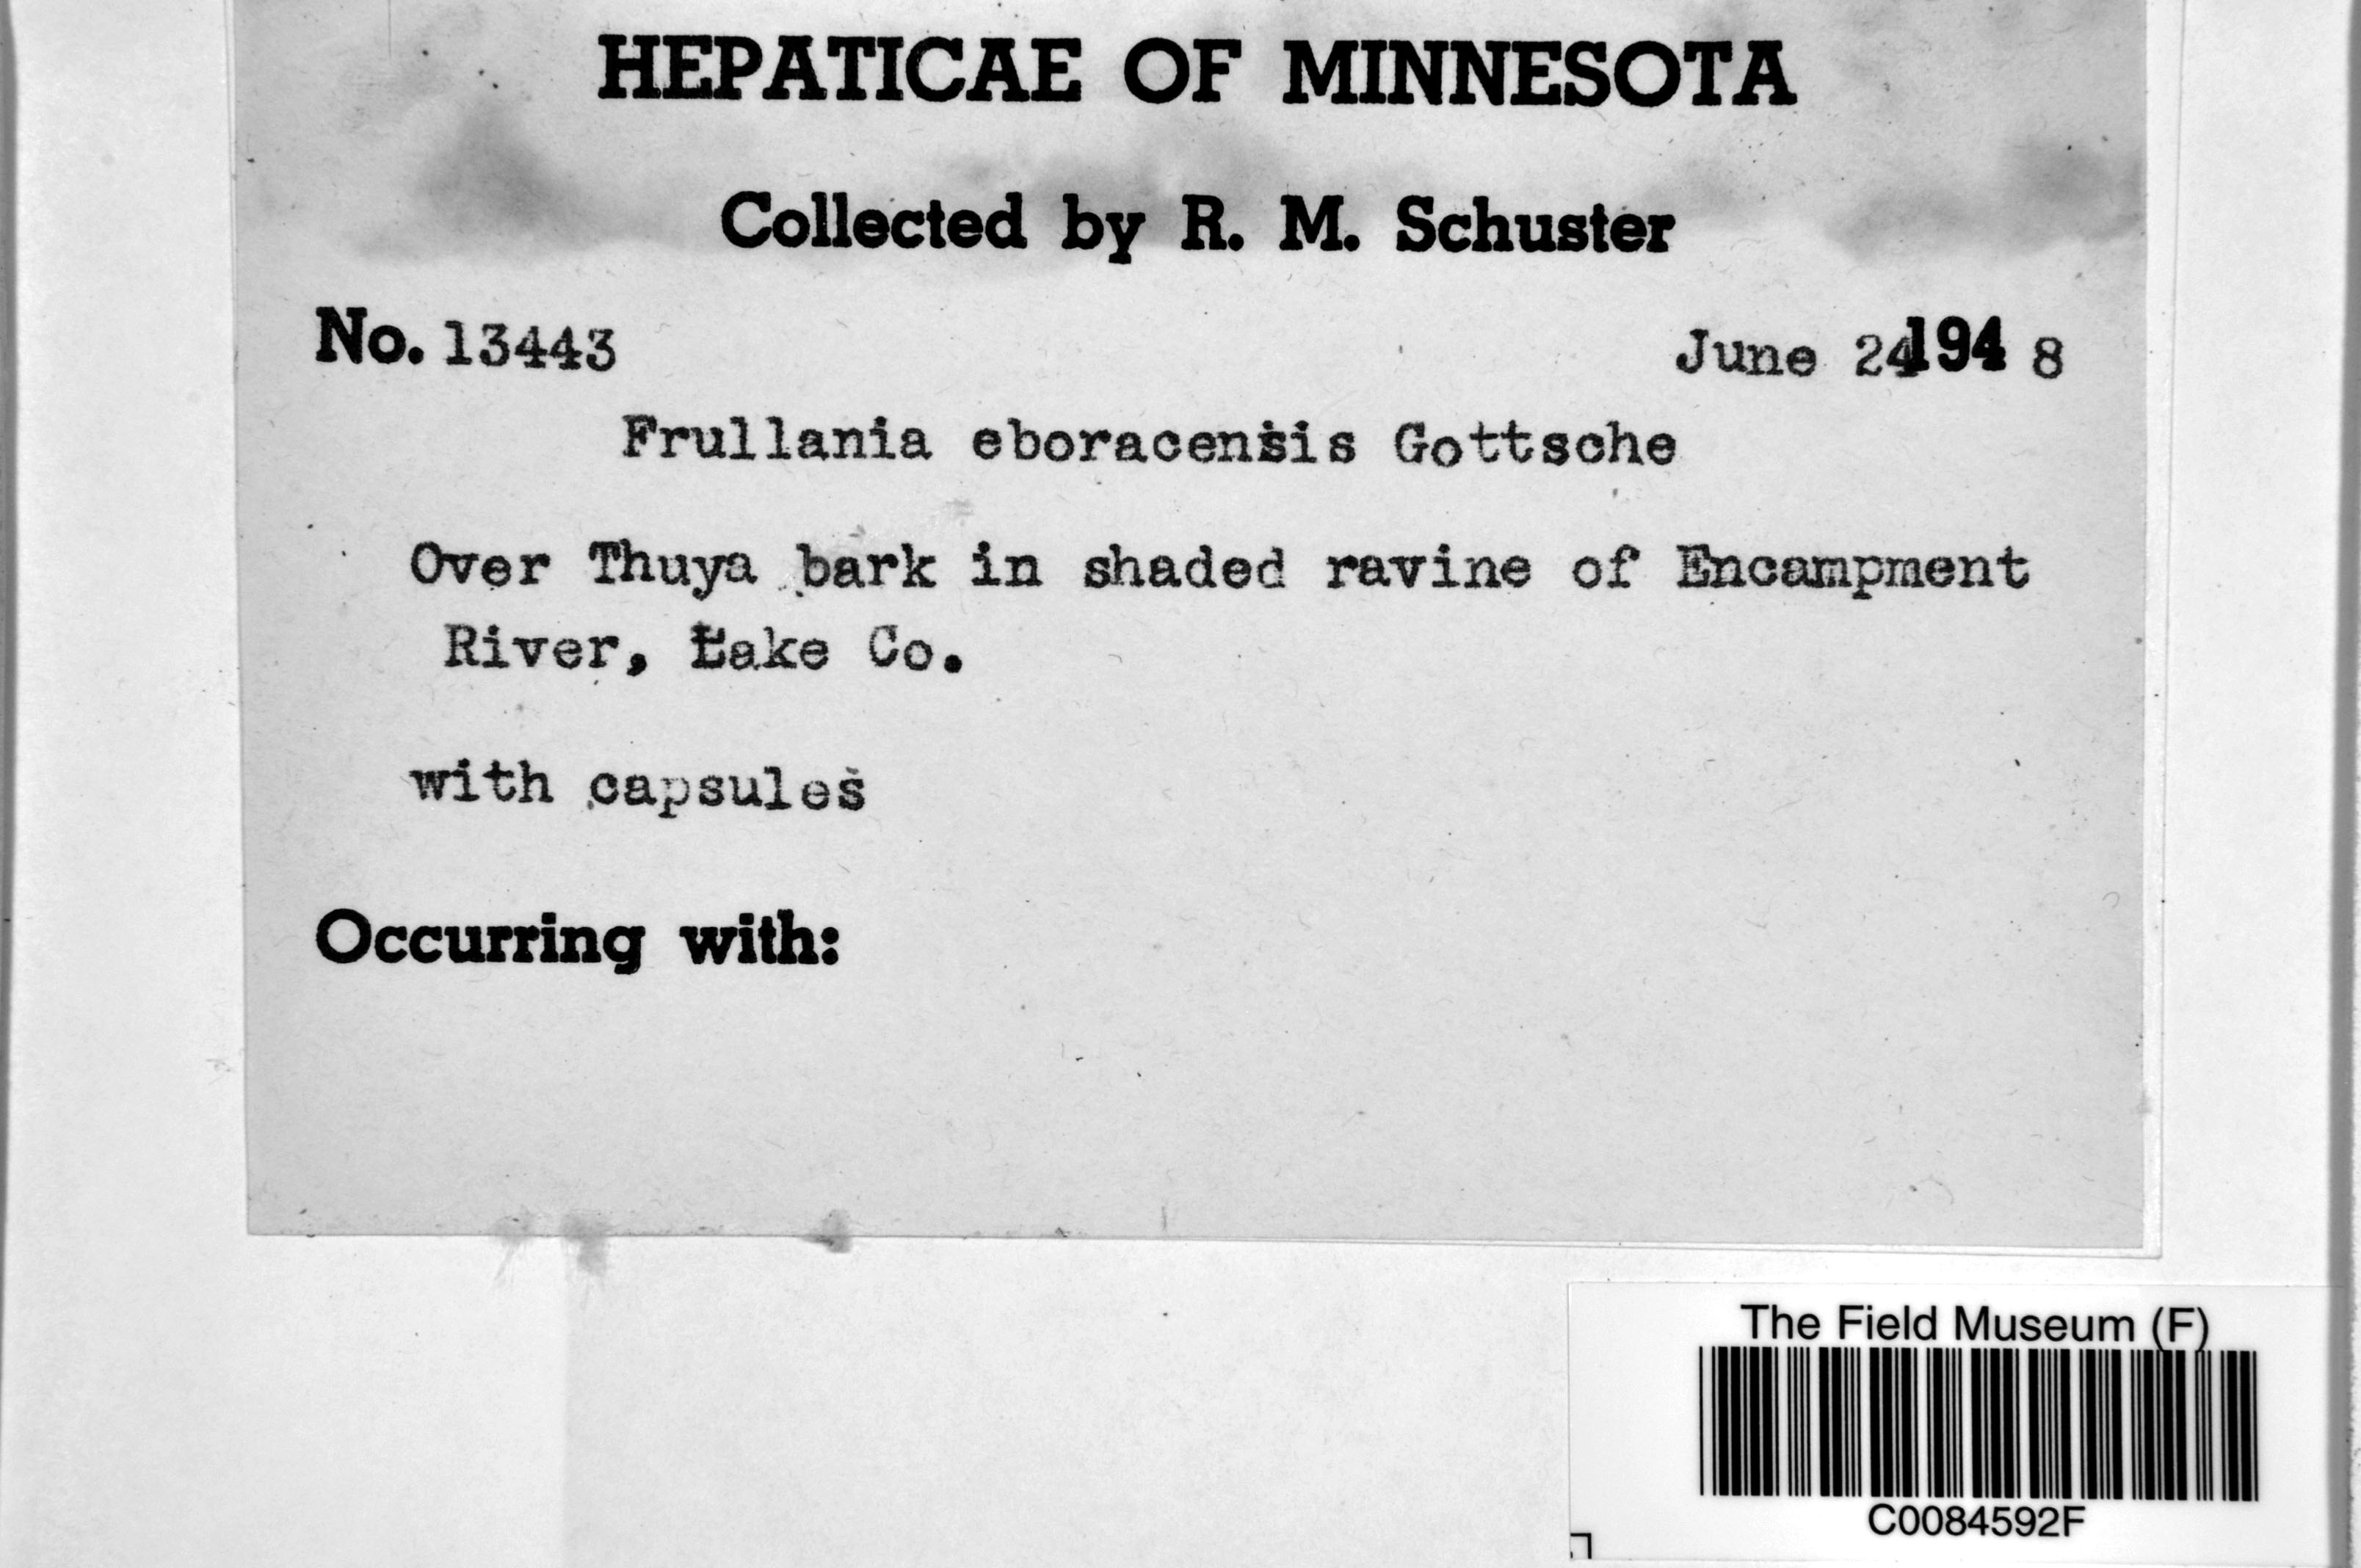 HEPATICAE OF MINNESOTA
Collected by R. M. Schuster
No. 13443 June 24 1948
Frullania eboracensis Gottsche
Over Thuya bark in shaded ravine of Encampment
River, Lake Co.
with capsules
Occurring with:
The Field Museum (F)
C0084592F